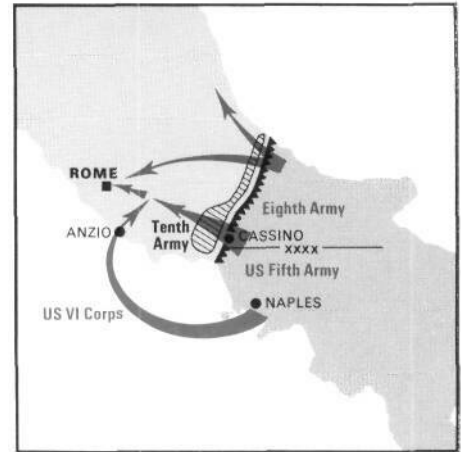 ROME
Eighth Army
ANZIO
Tenth
Army
CASSINO
xxxx
US Fifth Army
US VI Corps
NAPLES